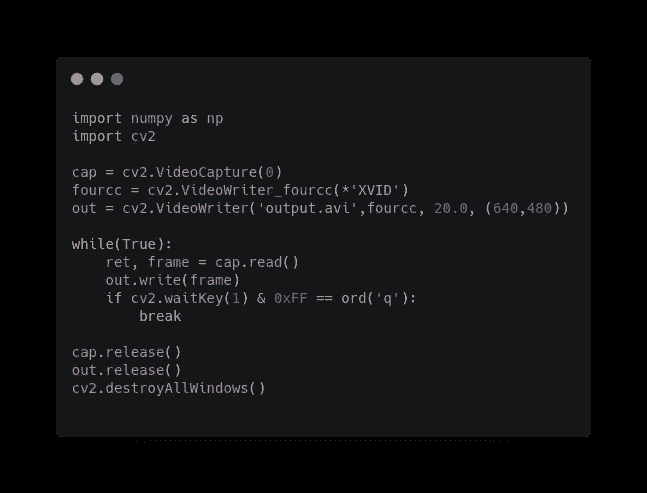 import numpy as np
import cv2
cap = cv2.VideoCapture(0)
fourcc = cv2.VideoWriter_fourcc(*'XVID')
out = cv2.VideoWriter('output.avi',fourcc, 20.0, (640,480))
while(True):
    ret, frame = cap.read()
    out.write(frame)
    if cv2.waitKey(1) & 0xFF == ord('q'):
        break
cap.release()
out.release()
cv2.destroyAllWindows()